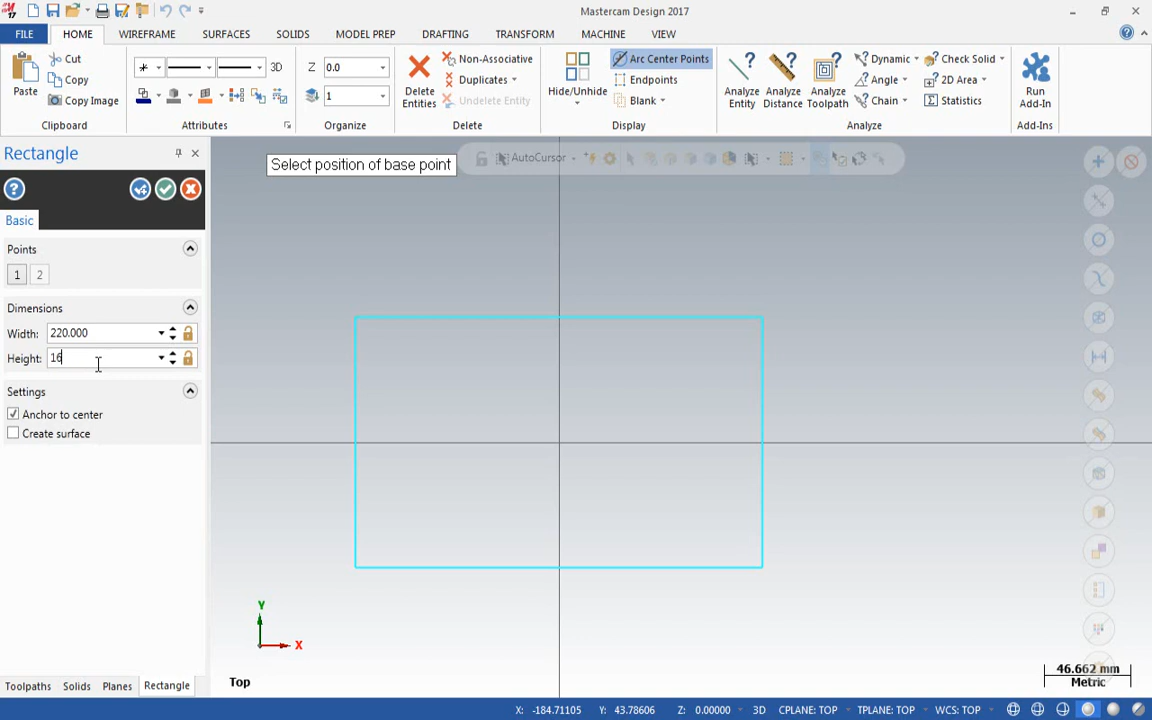 17
Mastercam Design 2017
FILE
HOME
WIREFRAME
SURFACES
SOLIDS
MODEL PREP
DRAFTING
TRANSFORM
MACHINE
VIEW
Paste
Cut
Copy
Copy Image
Clipboard
3D
Attributes
Z 0.0
1
Organize
Delete Entities
Non-Associative
Duplicates
Undelete Entity
Delete
Hide/Unhide
Arc Center Points
Endpoints
Blank
Display
Analyze Entity
Analyze Distance
Analyze Toolpath
Dynamic
Angle
Chain
Check Solid
2D Area
Statistics
Analyze
Run Add-In
Add-Ins
Rectangle
Basic
Points
1 2
Dimensions
Width: 220.000
Height: 16
Settings
Anchor to center
Create surface
Select position of base point
AutoCursor
Y
X
Top
46.662 mm
Metric
Toolpaths
Solids
Planes
Rectangle
X: -184.71105 Y: 43.78606 Z: 0.00000 3D CPLANE: TOP TPLANE: TOP WCS: TOP